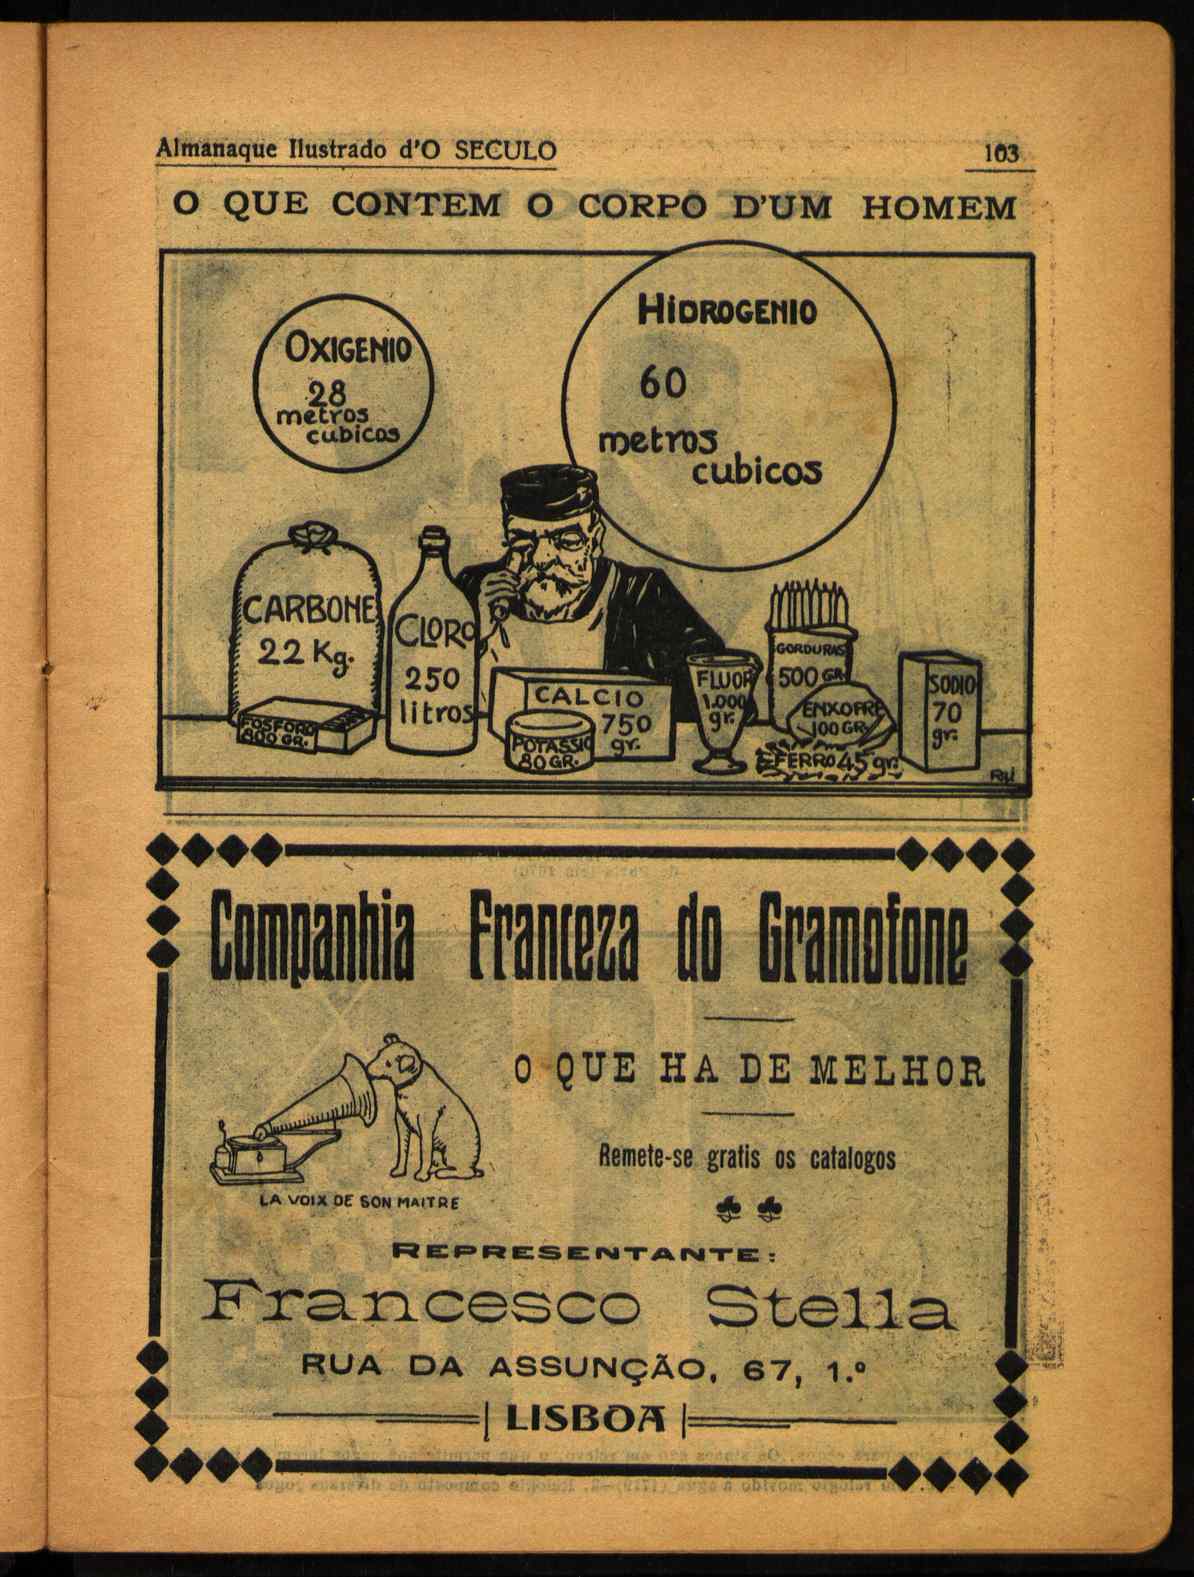 Almanaque Ilustrado d'O SECULO
103
O QUE CONTEM O CORPO D'UM HOMEM
OXIGENIO
28
metros
cubicos
HIDROGENIO
60
metros
cubicos
CARBONE
22 Kg.
FOSFORO
800 GR.
CLORO
250
litros
CALCIO
750
gr.
POTASSIO
80 GR.
FLUOR
1.000
gr.
GORDURAS
500 GR.
ENXOFRE
100 GR.
FERRO 45 gr.
SODIO
70
gr.
Companhia Franceza do Gramofone
O QUE HA DE MELHOR
Remete-se gratis os catalogos
LA VOIX DE SON MAITRE
REPRESENTANTE:
Francesco Stella
RUA DA ASSUNÇÃO, 67, 1.º
LISBOA